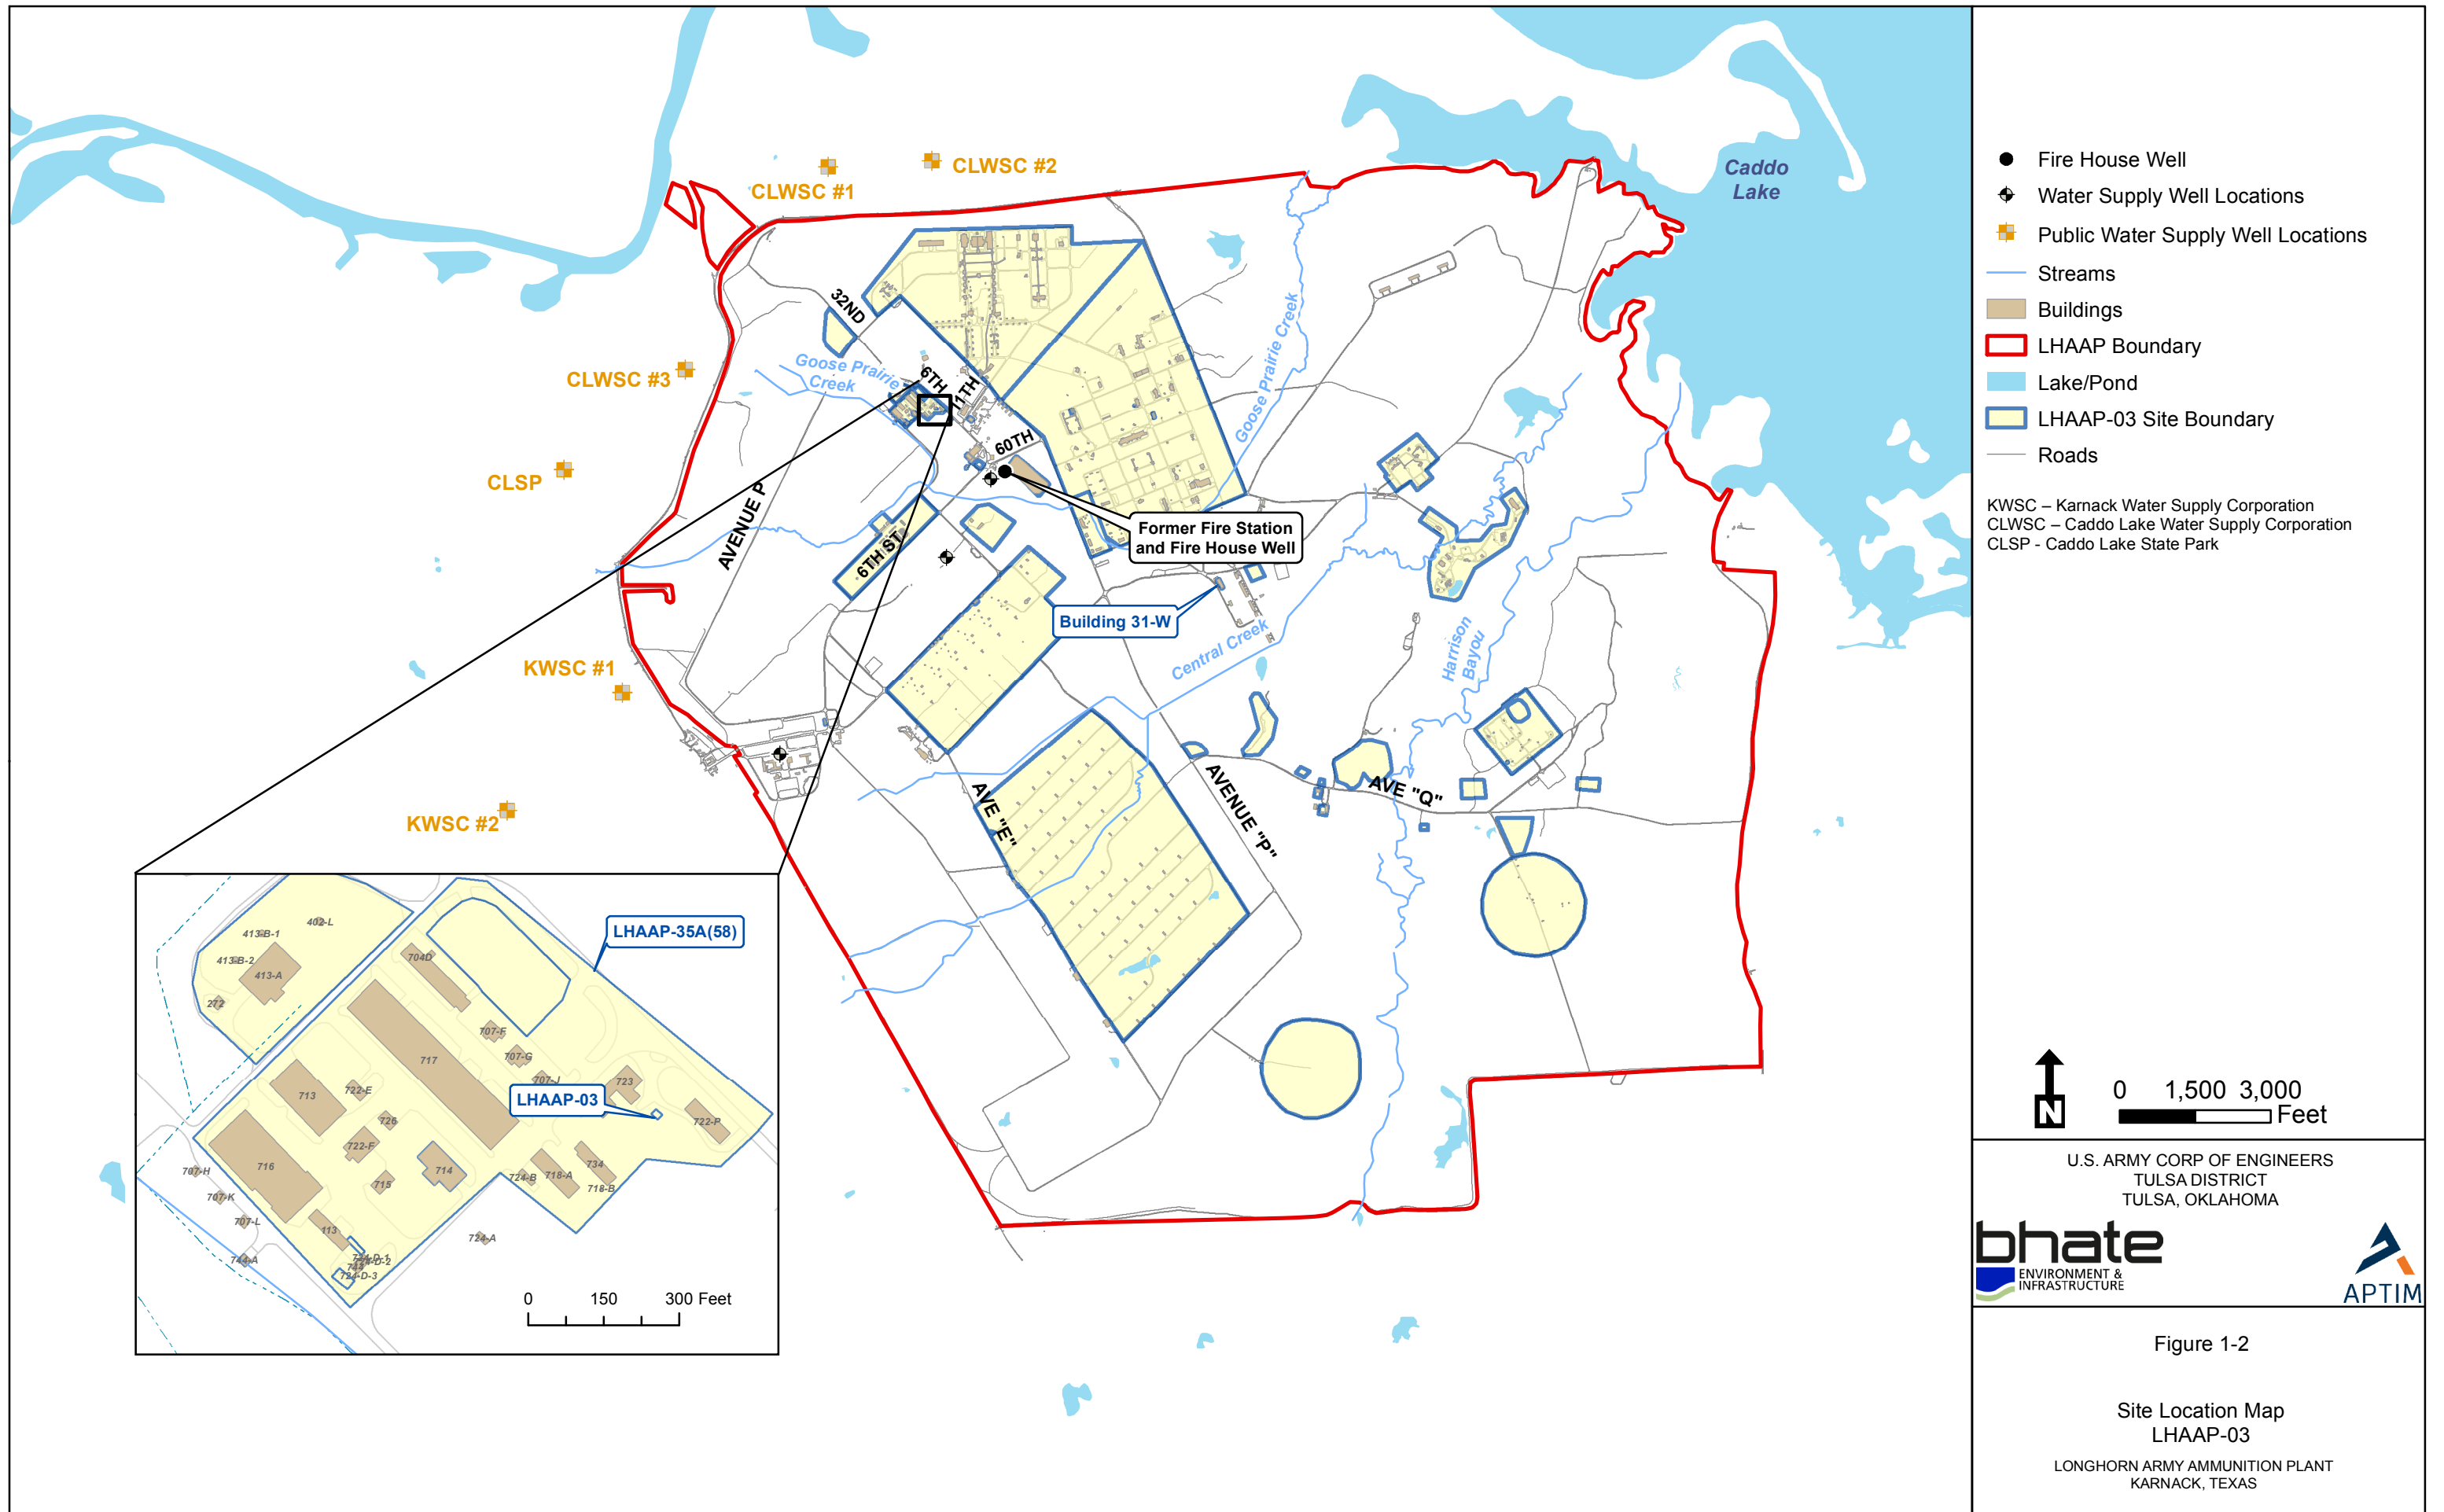 CLWSC #1
CLWSC #2
Caddo
Lake
32ND
Goose Prairie
Creek
6TH
11TH
60TH
Goose Prairie Creek
CLWSC #3
CLSP
AVENUE P
6TH ST
Former Fire Station
and Fire House Well
Building 31-W
Central Creek
Harrison
Bayou
KWSC #1
KWSC #2
AVE "E"
AVENUE "P"
AVE "Q"
LHAAP-35A(58)
LHAAP-03
402-L
413-B-1
413-B-2
413-A
272
704D
717
707-F
707-G
707-J
723
722-P
713
722-E
726
722-F
715
714
716
707-H
707-K
707-L
744-A
113
724-D-3
724-A
724-B
718-A
734
718-B
0 150 300 Feet
Fire House Well
Water Supply Well Locations
Public Water Supply Well Locations
Streams
Buildings
LHAAP Boundary
Lake/Pond
LHAAP-03 Site Boundary
Roads
KWSC – Karnack Water Supply Corporation
CLWSC – Caddo Lake Water Supply Corporation
CLSP - Caddo Lake State Park
N
0 1,500 3,000
Feet
U.S. ARMY CORP OF ENGINEERS
TULSA DISTRICT
TULSA, OKLAHOMA
bhate
ENVIRONMENT &
INFRASTRUCTURE
APTIM
Figure 1-2
Site Location Map
LHAAP-03
LONGHORN ARMY AMMUNITION PLANT
KARNACK, TEXAS